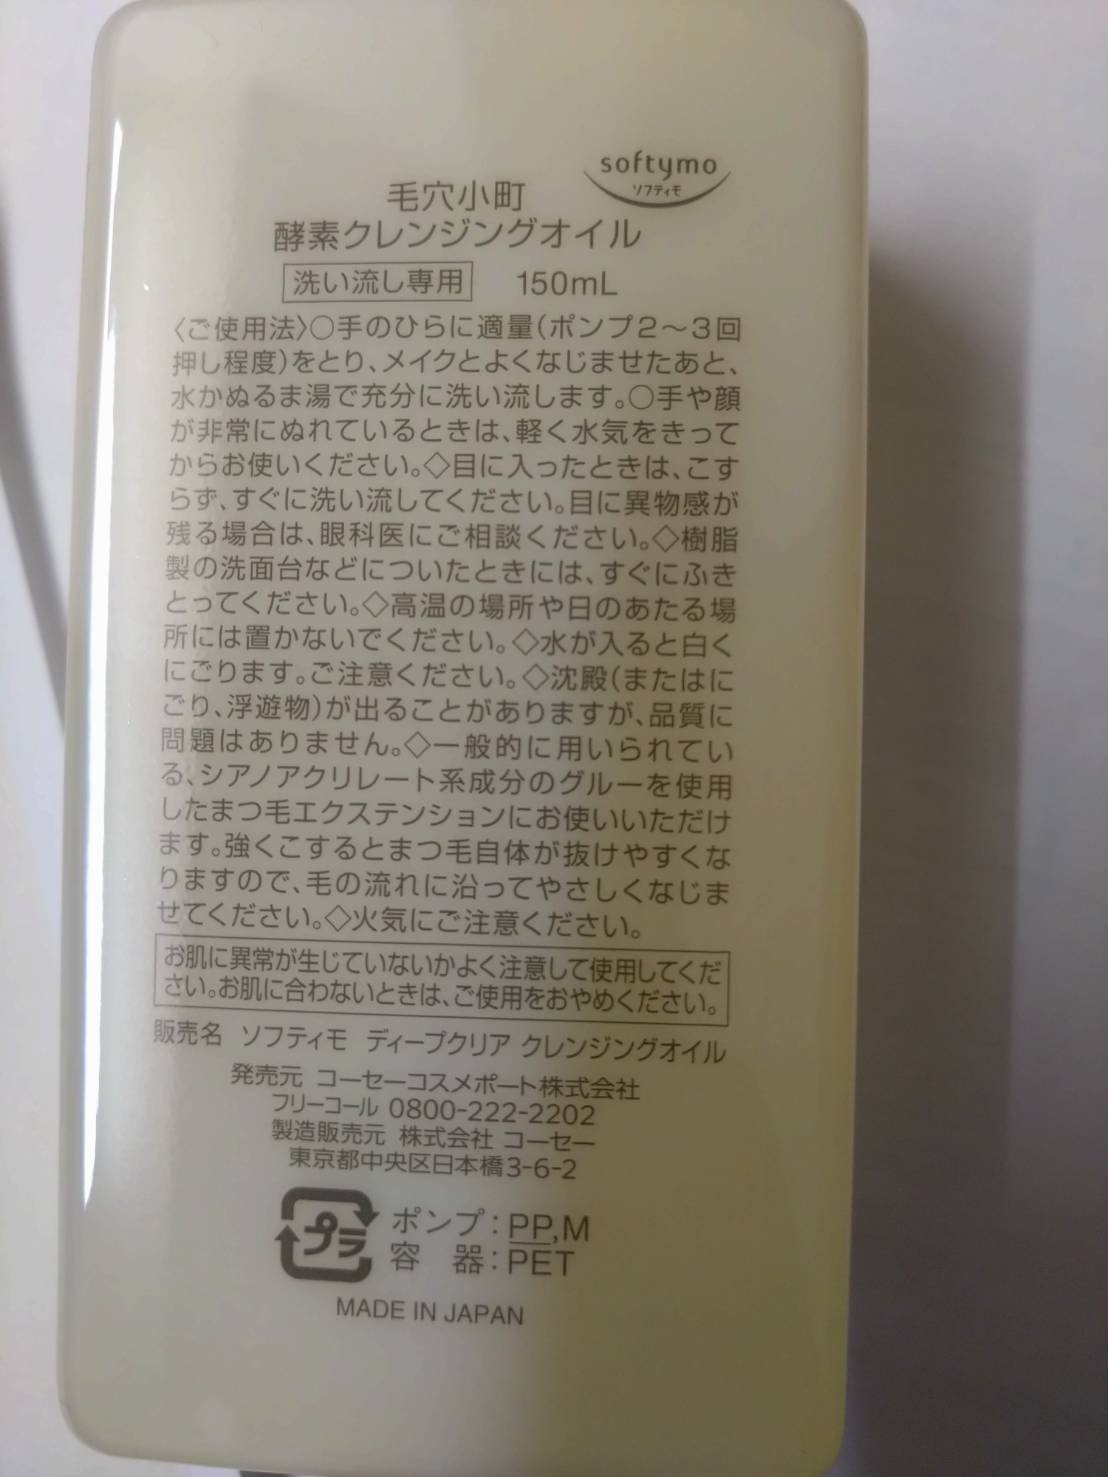 softymo
ソフティモ
毛穴小町
酵素クレンジングオイル
洗い流し専用 150mL
〈ご使用法〉○手のひらに適量(ポンプ2〜3回
押し程度)をとり、メイクとよくなじませたあと、
水かぬるま湯で充分に洗い流します。○手や顔
が非常にぬれているときは、軽く水気をきって
からお使いください。◇目に入ったときは、こす
らず、すぐに洗い流してください。目に異物感が
残る場合は、眼科医にご相談ください。◇樹脂
製の洗面台などについたときには、すぐにふき
とってください。◇高温の場所や日のあたる場
所には置かないでください。◇水が入ると白く
にごります。ご注意ください。◇沈殿(またはに
ごり、浮遊物)が出ることがありますが、品質に
問題はありません。◇一般的に用いられてい
る、シアノアクリレート系成分のグルーを使用
したまつ毛エクステンションにお使いいただけ
ます。強くこするとまつ毛自体が抜けやすくな
りますので、毛の流れに沿ってやさしくなじま
せてください。◇火気にご注意ください。
お肌に異常が生じていないかよく注意して使用してくだ
さい。お肌に合わないときは、ご使用をおやめください。
販売名 ソフティモ ディープクリア クレンジングオイル
発売元 コーセーコスメポート株式会社
フリーコール 0800-222-2202
製造販売元 株式会社 コーセー
東京都中央区日本橋3-6-2
プラ ポンプ:PP,M
容 器:PET
MADE IN JAPAN